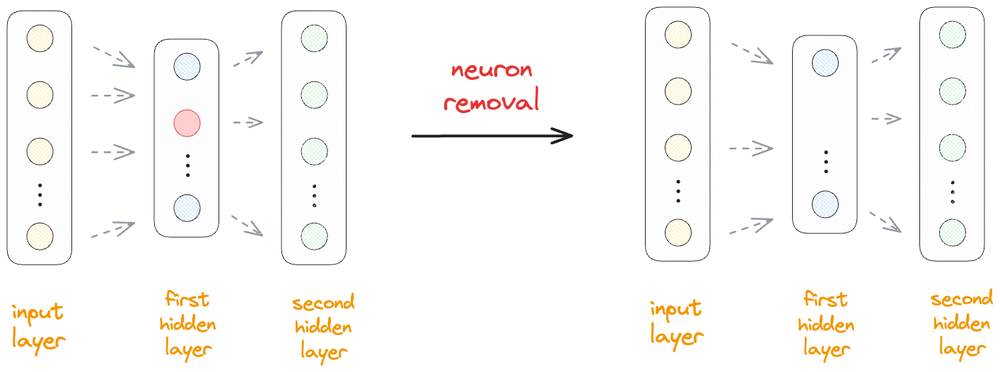 neuron
removal
input
layer
first
hidden
layer
second
hidden
layer
input
layer
first
hidden
layer
second
hidden
layer